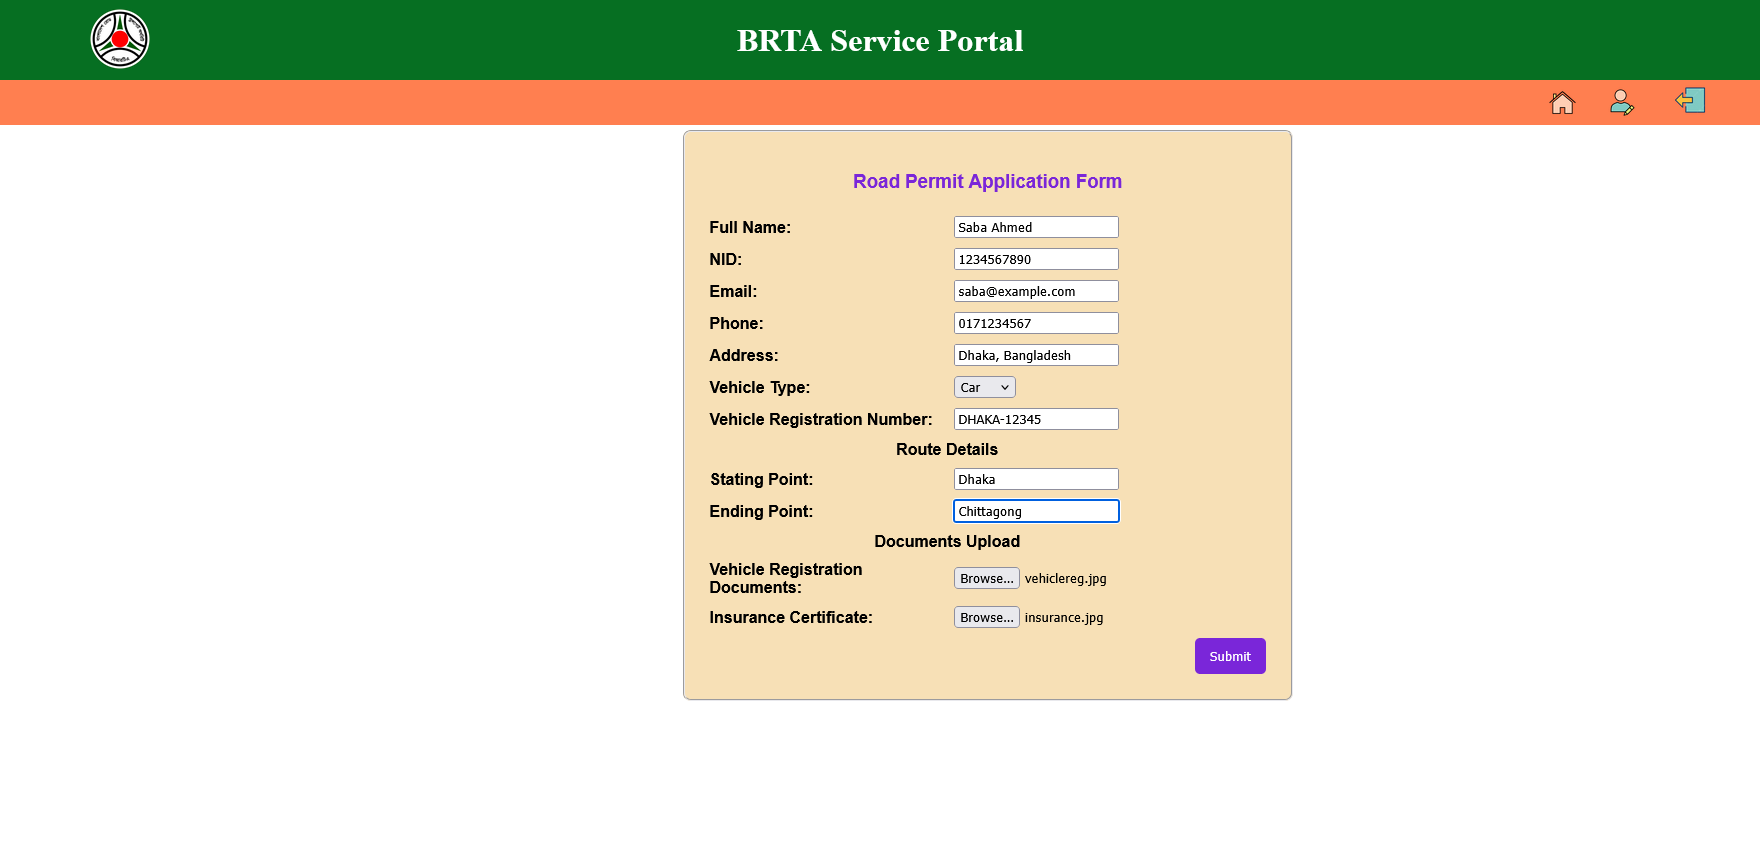 BRTA Service Portal
Road Permit Application Form
Full Name: Saba Ahmed
NID: 1234567890
Email: saba@example.com
Phone: 0171234567
Address: Dhaka, Bangladesh
Vehicle Type: Car
Vehicle Registration Number: DHAKA-12345
Route Details
Stating Point: Dhaka
Ending Point: Chittagong
Documents Upload
Vehicle Registration
Documents: Browse... vehiclereg.jpg
Insurance Certificate: Browse... insurance.jpg
Submit